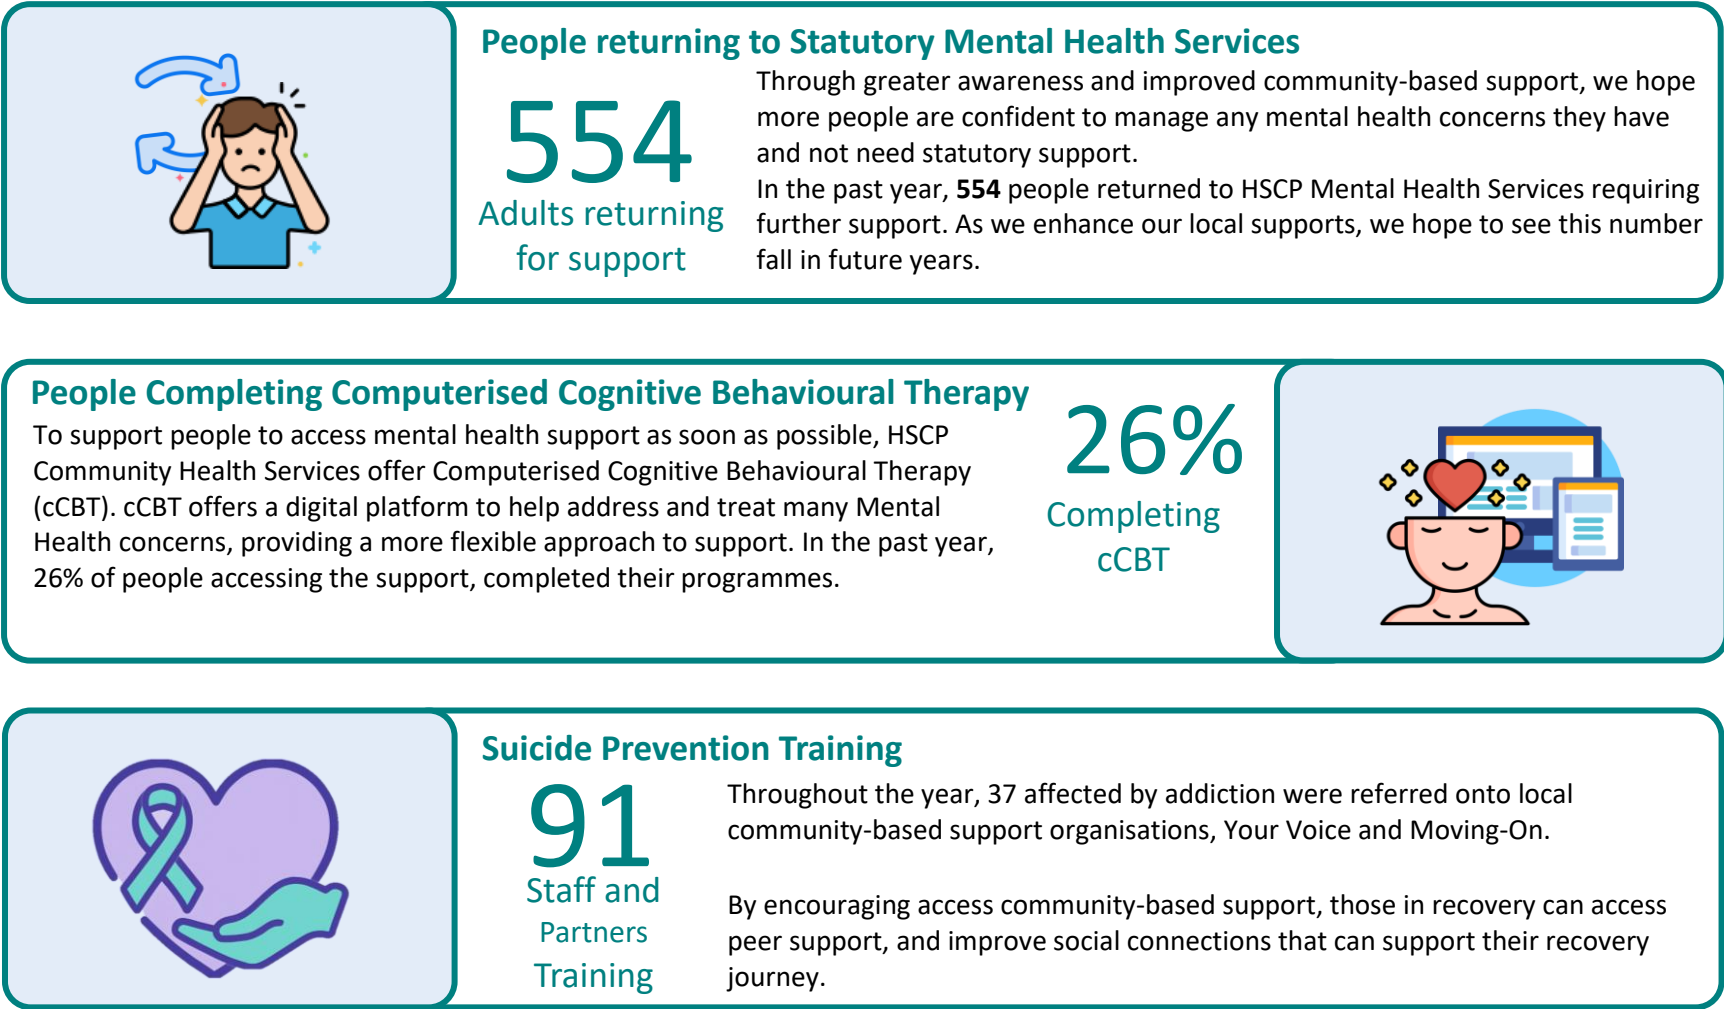 People returning to Statutory Mental Health Services
554
Adults returning
for support
Through greater awareness and improved community-based support, we hope
more people are confident to manage any mental health concerns they have
and not need statutory support.
In the past year, 554 people returned to HSCP Mental Health Services requiring
further support. As we enhance our local supports, we hope to see this number
fall in future years.
People Completing Computerised Cognitive Behavioural Therapy
To support people to access mental health support as soon as possible, HSCP
Community Health Services offer Computerised Cognitive Behavioural Therapy
(cCBT). cCBT offers a digital platform to help address and treat many Mental
Health concerns, providing a more flexible approach to support. In the past year,
26% of people accessing the support, completed their programmes.
26%
Completing
cCBT
Suicide Prevention Training
91
Staff and
Partners
Training
Throughout the year, 37 affected by addiction were referred onto local
community-based support organisations, Your Voice and Moving-On.
By encouraging access community-based support, those in recovery can access
peer support, and improve social connections that can support their recovery
journey.